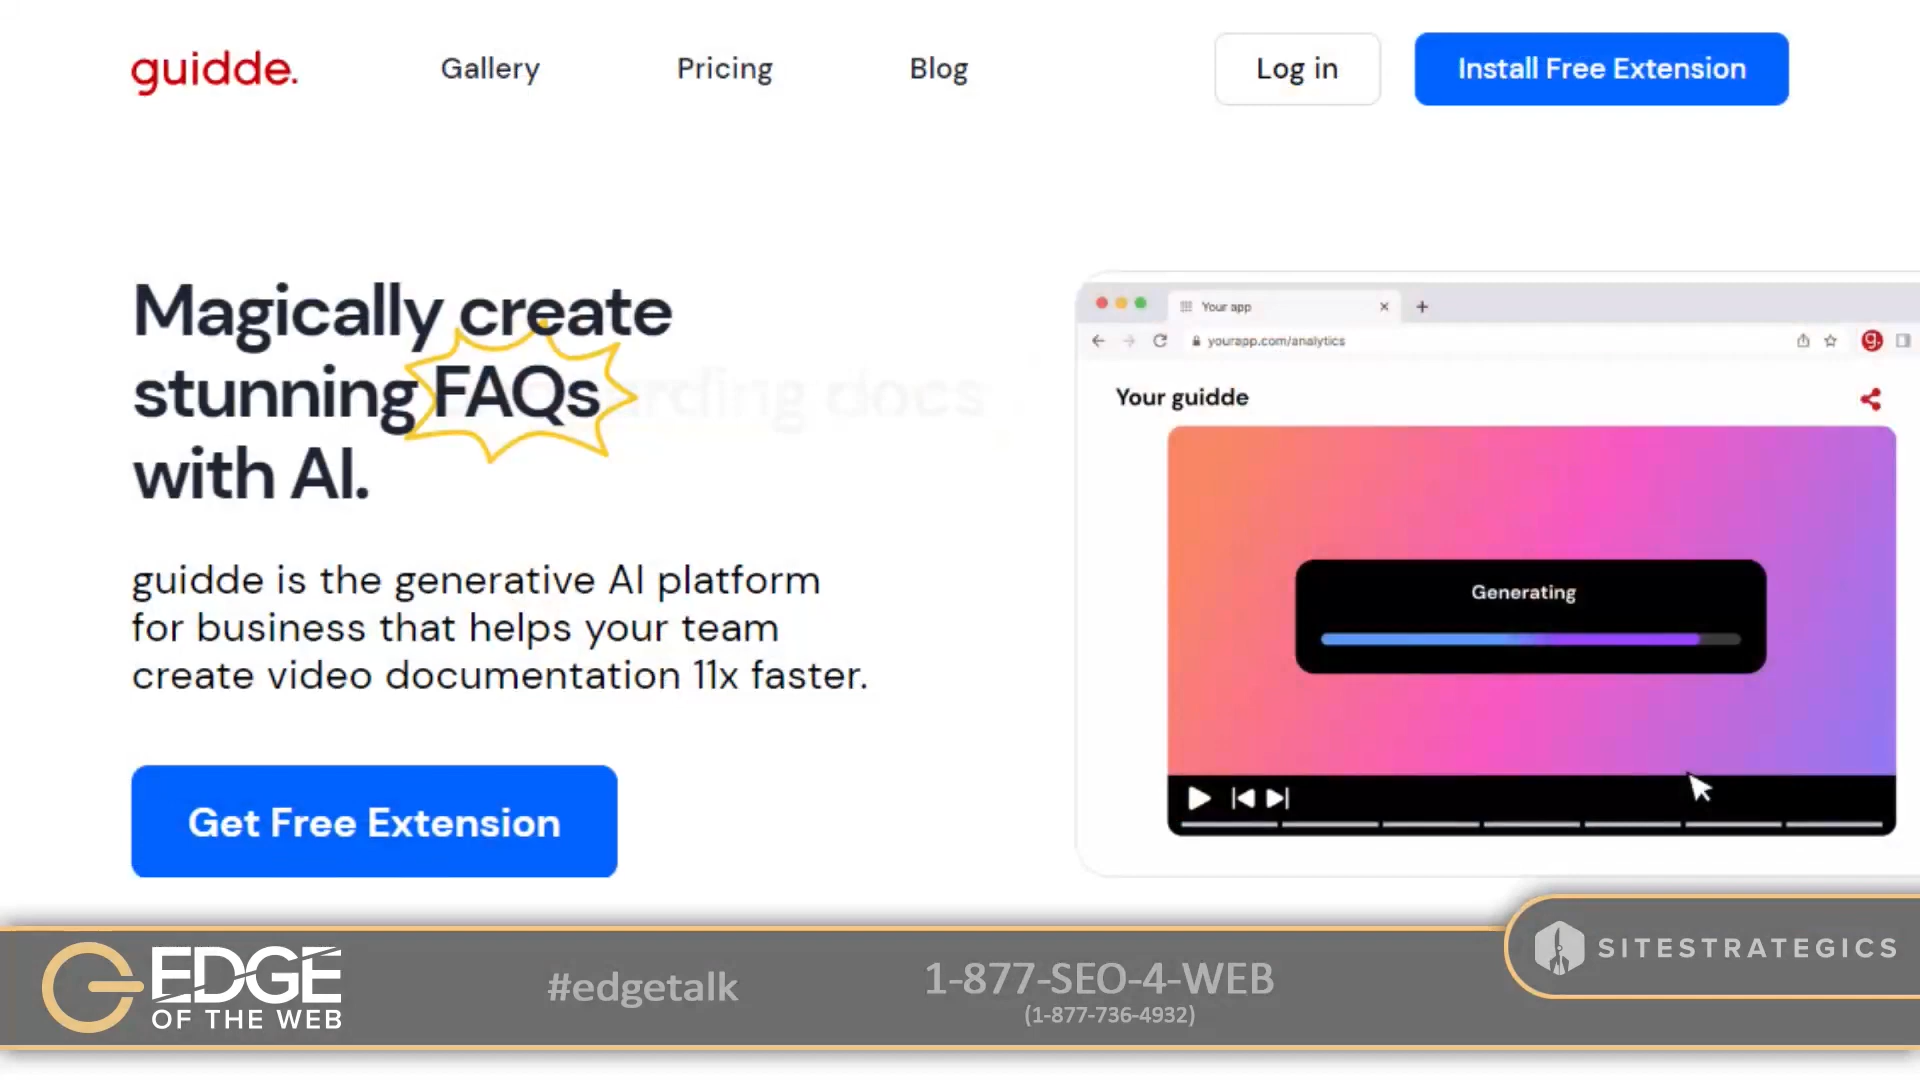 guidde.
Gallery
Pricing
Blog
Log in
Install Free Extension
Magically create
stunning FAQs
with AI.
guidde is the generative AI platform
for business that helps your team
create video documentation 11x faster.
Get Free Extension
Your app
yourapp.com/analytics
g.
Your guidde
Generating
EDGE
OF THE WEB
#edgetalk
1-877-SEO-4-WEB
(1-877-736-4932)
SITESTRATEGICS